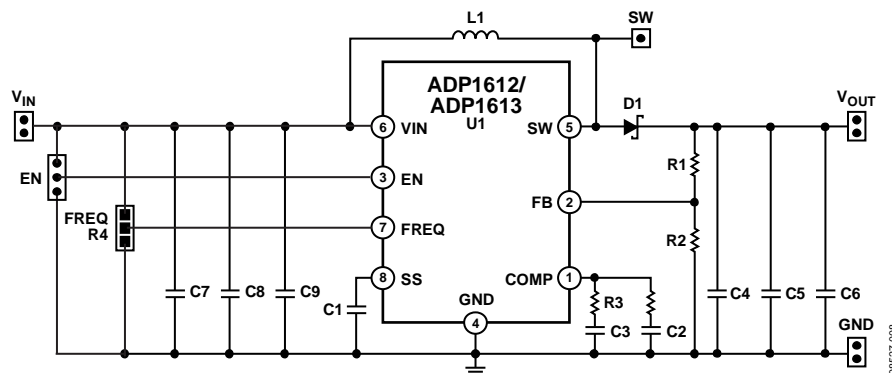 L1
SW
ADP1612/
ADP1613
U1
VIN
VOUT
D1
6
VIN
SW
5
R1
EN
3
EN
FB
2
FREQ
R4
7
FREQ
R2
8
SS
COMP
1
GND
4
C7
C8
C9
C1
R3
C3
C2
C4
C5
C6
GND